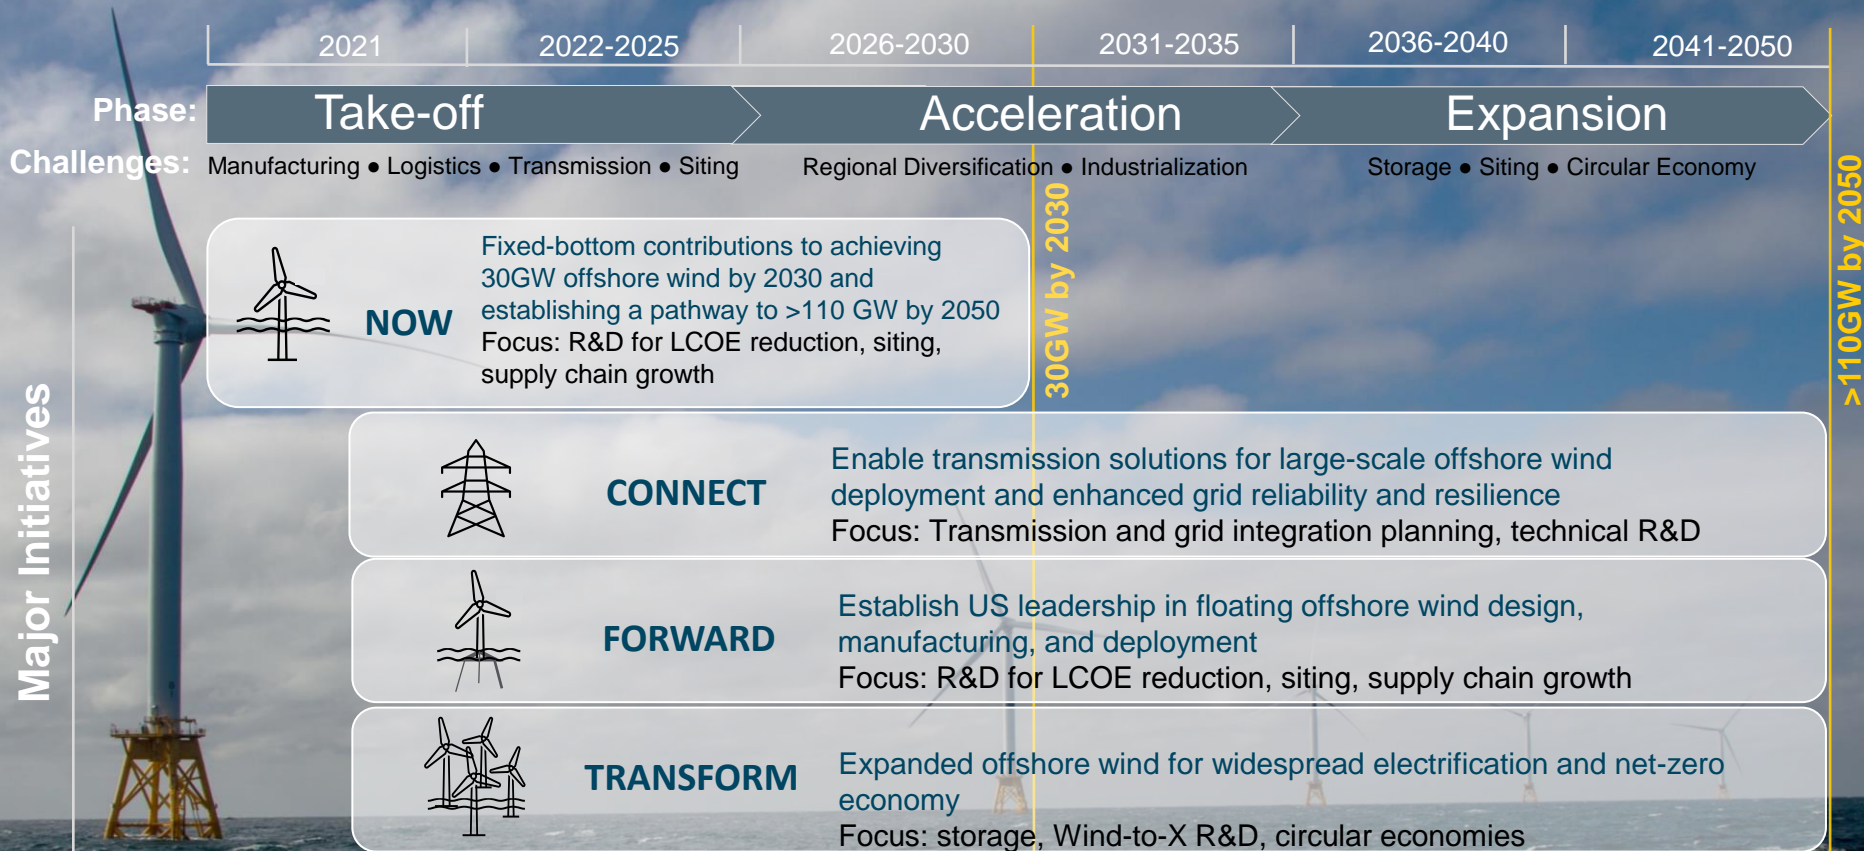 2021 2022-2025 2026-2030 2031-2035 2036-2040 2041-2050
Phase: Take-off Acceleration Expansion
Challenges: Manufacturing ● Logistics ● Transmission ● Siting Regional Diversification ● Industrialization Storage ● Siting ● Circular Economy
30GW by 2030
>110GW by 2050
Major Initiatives
NOW
Fixed-bottom contributions to achieving
30GW offshore wind by 2030 and
establishing a pathway to >110 GW by 2050
Focus: R&D for LCOE reduction, siting,
supply chain growth
CONNECT
Enable transmission solutions for large-scale offshore wind
deployment and enhanced grid reliability and resilience
Focus: Transmission and grid integration planning, technical R&D
FORWARD
Establish US leadership in floating offshore wind design,
manufacturing, and deployment
Focus: R&D for LCOE reduction, siting, supply chain growth
TRANSFORM
Expanded offshore wind for widespread electrification and net-zero
economy
Focus: storage, Wind-to-X R&D, circular economies